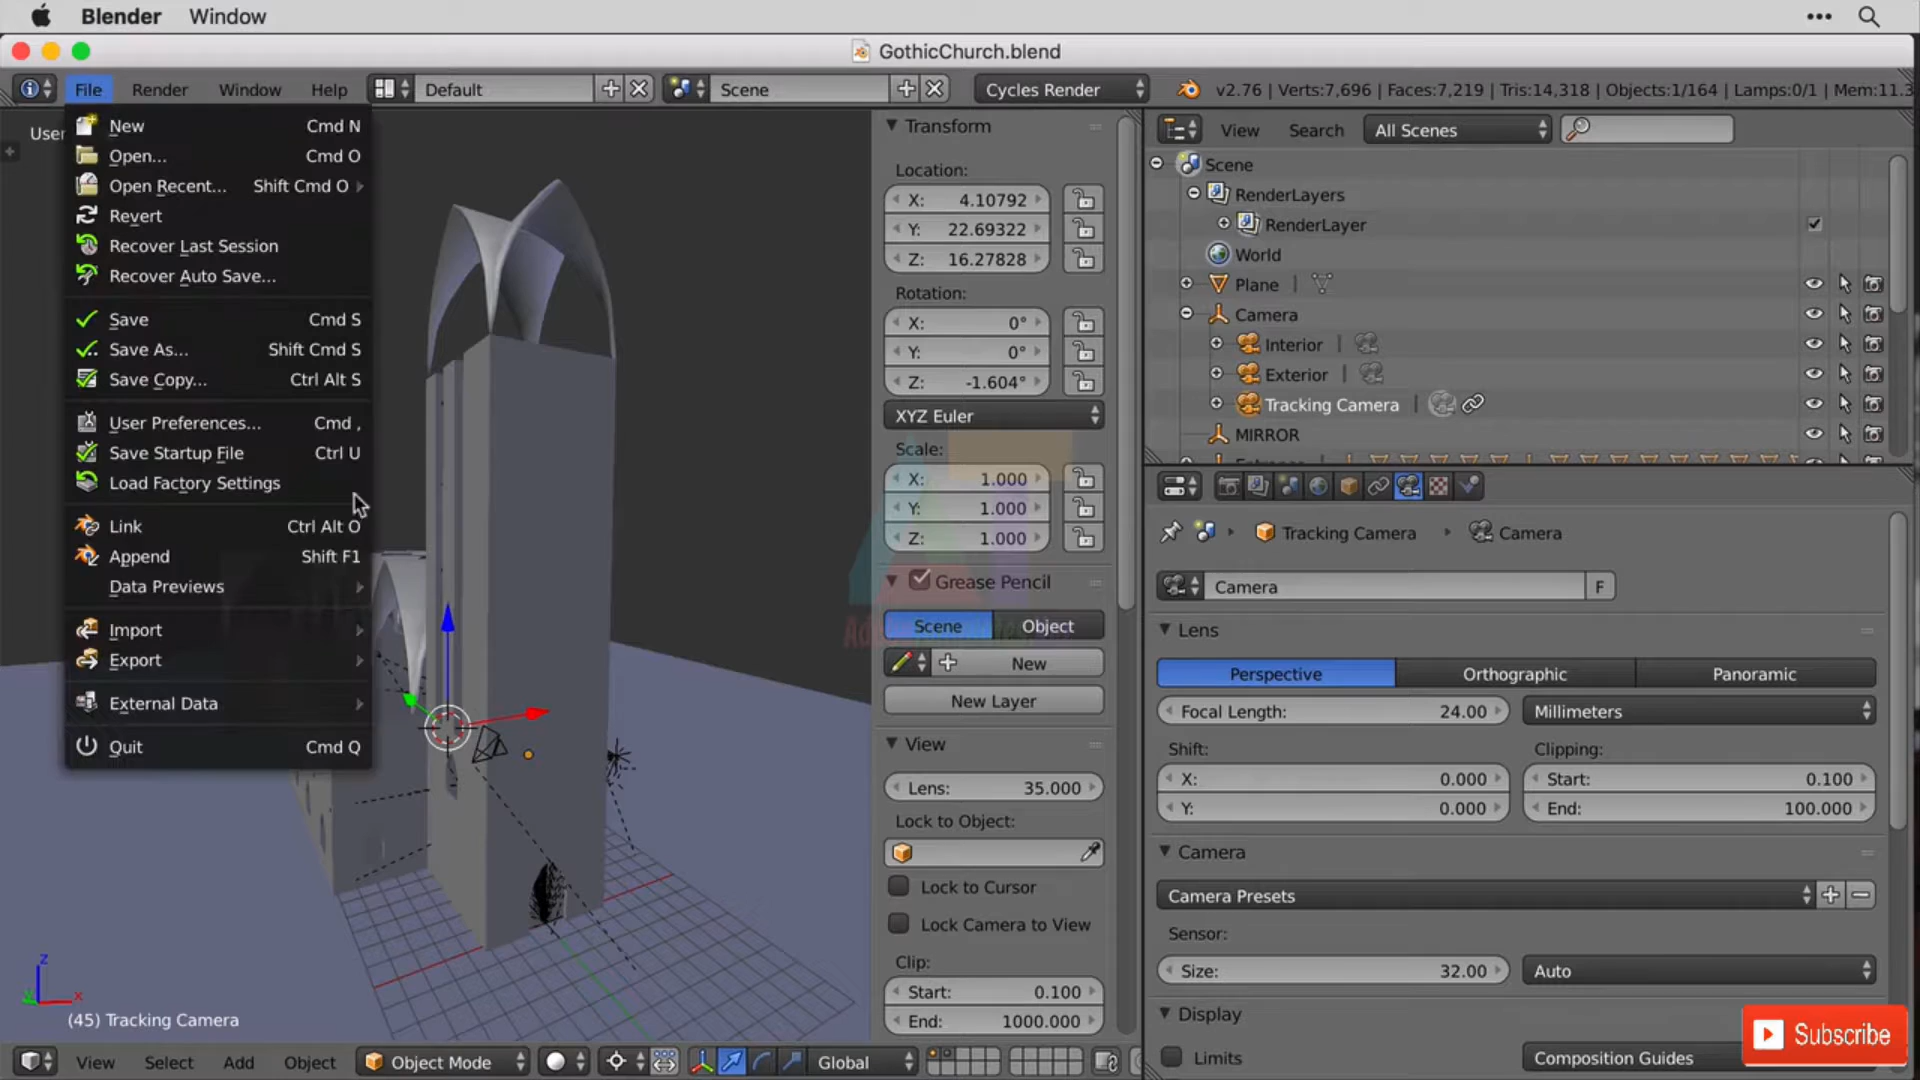 Blender Window
GothicChurch.blend
File Render Window Help Default Scene Cycles Render v2.76 | Verts:7,696 | Faces:7,219 | Tris:14,318 | Objects:1/164 | Lamps:0/1 | Mem:11.3
User
New Cmd N
Open... Cmd O
Open Recent... Shift Cmd O
Revert
Recover Last Session
Recover Auto Save...
Save Cmd S
Save As... Shift Cmd S
Save Copy... Ctrl Alt S
User Preferences... Cmd ,
Save Startup File Ctrl U
Load Factory Settings
Link Ctrl Alt O
Append Shift F1
Data Previews
Import
Export
External Data
Quit Cmd Q
z
x
(45) Tracking Camera
View Select Add Object Object Mode Global
Transform
Location:
X: 4.10792
Y: 22.69322
Z: 16.27828
Rotation:
X: 0°
Y: 0°
Z: -1.604°
XYZ Euler
Scale:
X: 1.000
Y: 1.000
Z: 1.000
Grease Pencil
Scene Object
New
New Layer
View
Lens: 35.000
Lock to Object:
Lock to Cursor
Lock Camera to View
Clip:
Start: 0.100
End: 1000.000
View Search All Scenes
Scene
RenderLayers
RenderLayer
World
Plane
Camera
Interior
Exterior
Tracking Camera
MIRROR
Tracking Camera Camera
Camera F
Lens
Perspective Orthographic Panoramic
Focal Length: 24.00 Millimeters
Shift: Clipping:
X: 0.000 Start: 0.100
Y: 0.000 End: 100.000
Camera
Camera Presets
Sensor:
Size: 32.00 Auto
Display
Limits Composition Guides
Subscribe